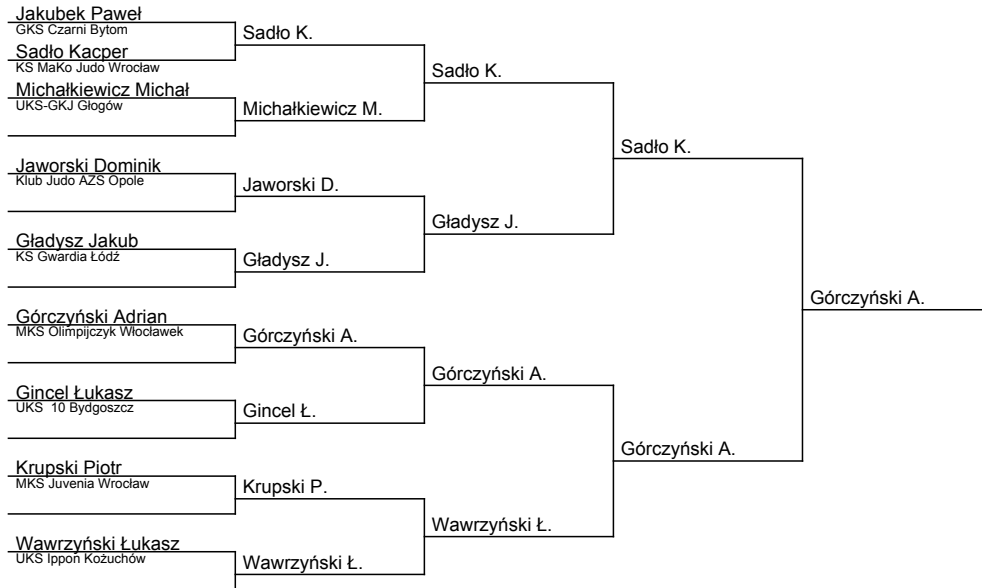 Jakubek Paweł
GKS Czarni Bytom
Sadło K.
Sadło Kacper
KS MaKo Judo Wrocław
Sadło K.
Michałkiewicz Michał
UKS-GKJ Głogów
Michałkiewicz M.
Sadło K.
Jaworski Dominik
Klub Judo AZS Opole
Jaworski D.
Gładysz J.
Gładysz Jakub
KS Gwardia Łódź
Gładysz J.
Górczyński A.
Górczyński Adrian
MKS Olimpijczyk Włocławek
Górczyński A.
Górczyński A.
Gincel Łukasz
UKS  10 Bydgoszcz
Gincel Ł.
Górczyński A.
Krupski Piotr
MKS Juvenia Wrocław
Krupski P.
Wawrzyński Ł.
Wawrzyński Łukasz
UKS Ippon Kożuchów
Wawrzyński Ł.